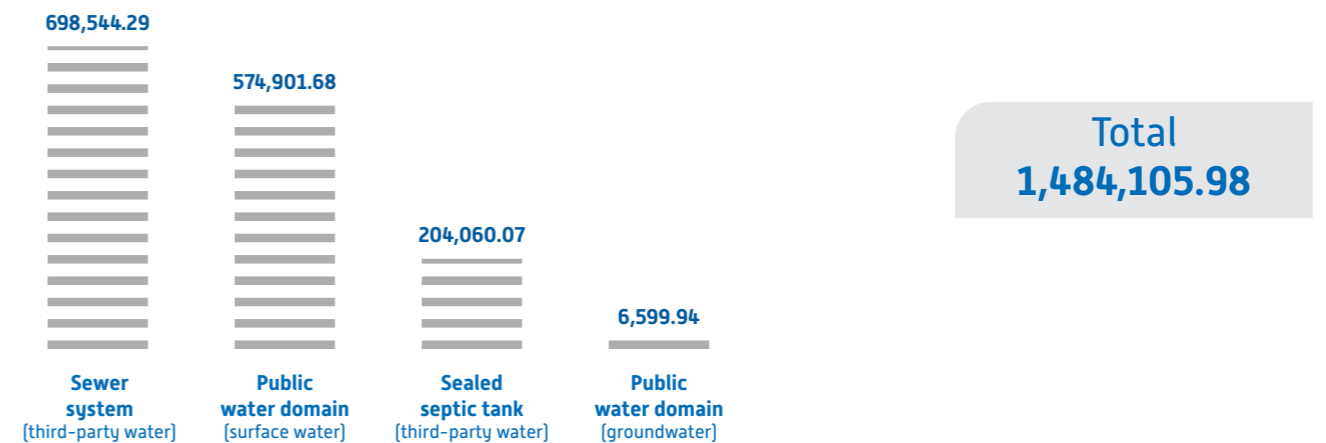 698,544.29
574,901.68
204,060.07
6,599.94
Sewer
system
(third-party water)
Public
water domain
(surface water)
Sealed
septic tank
(third-party water)
Public
water domain
(groundwater)
Total
1,484,105.98